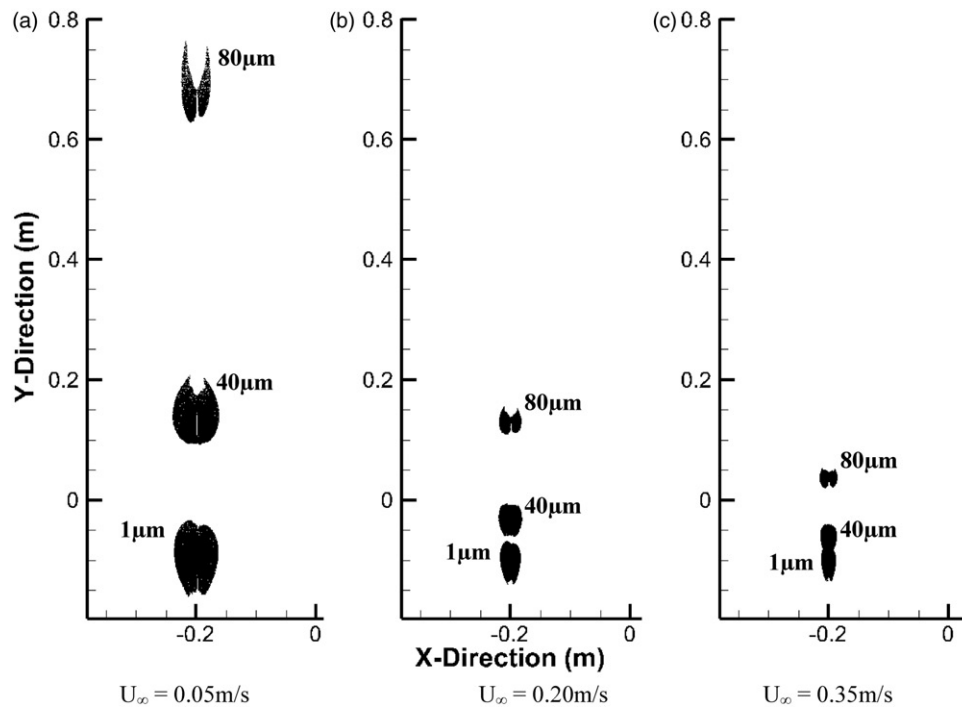 (a)
0.8
80μm
0.6
0.4
0.2
40μm
0
1μm
-0.2
0
Y-Direction (m)
(b)
0.8
0.6
0.4
0.2
80μm
0
40μm
1μm
-0.2
0
X-Direction (m)
(c)
0.8
0.6
0.4
0.2
80μm
0
40μm
1μm
-0.2
0
U∞ = 0.05m/s
U∞ = 0.20m/s
U∞ = 0.35m/s